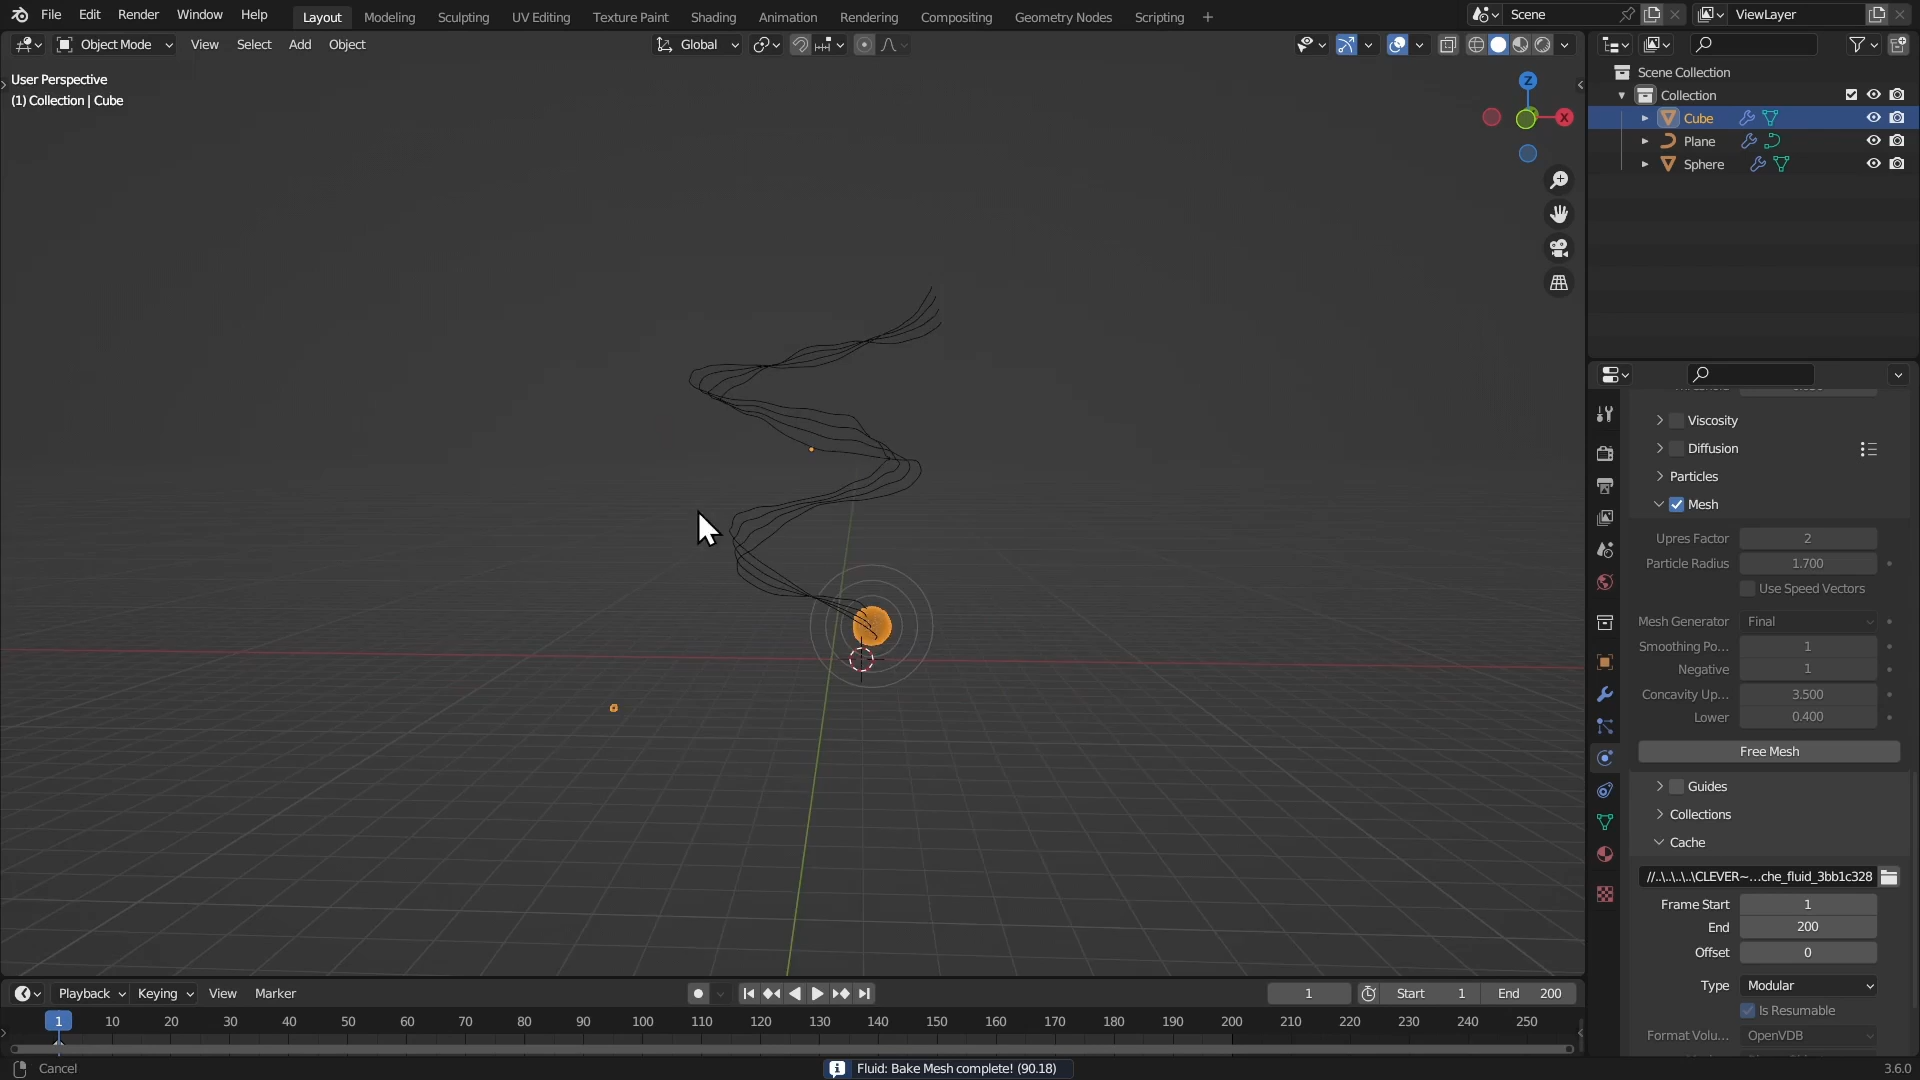 File Edit Render Window Help Layout Modeling Sculpting UV Editing Texture Paint Shading Animation Rendering Compositing Geometry Nodes Scripting + Scene ViewLayer
Object Mode View Select Add Object Global
User Perspective
(1) Collection | Cube
Z
X
Scene Collection
Collection
Cube
Plane
Sphere
Viscosity
Diffusion
Particles
Mesh
Upres Factor 2
Particle Radius 1.700
Use Speed Vectors
Mesh Generator Final
Smoothing Po... 1
Negative 1
Concavity Up... 3.500
Lower 0.400
Free Mesh
Guides
Collections
Cache
//..\..\..\..\CLEVER~...che_fluid_3bb1c328
Frame Start 1
End 200
Offset 0
Type Modular
Is Resumable
Format Volu... OpenVDB
Playback Keying View Marker 1 Start 1 End 200
1 10 20 30 40 50 60 70 80 90 100 110 120 130 140 150 160 170 180 190 200 210 220 230 240 250
Cancel Fluid: Bake Mesh complete! (90.18) 3.6.0